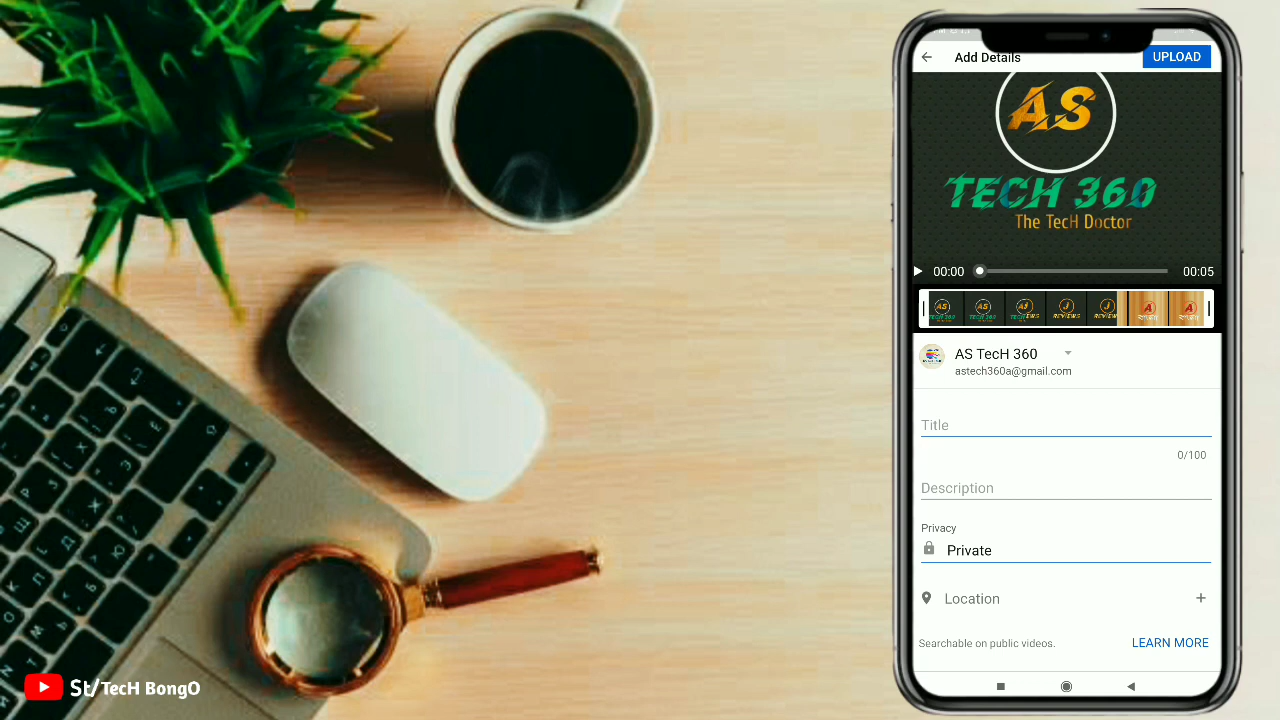 Add Details
UPLOAD
AS
TECH 360
The TecH Doctor
00:00
00:05
AS TecH 360
astech360a@gmail.com
Title
0/100
Description
Privacy
Private
Location
+
Searchable on public videos.
LEARN MORE
St/TecH BongO